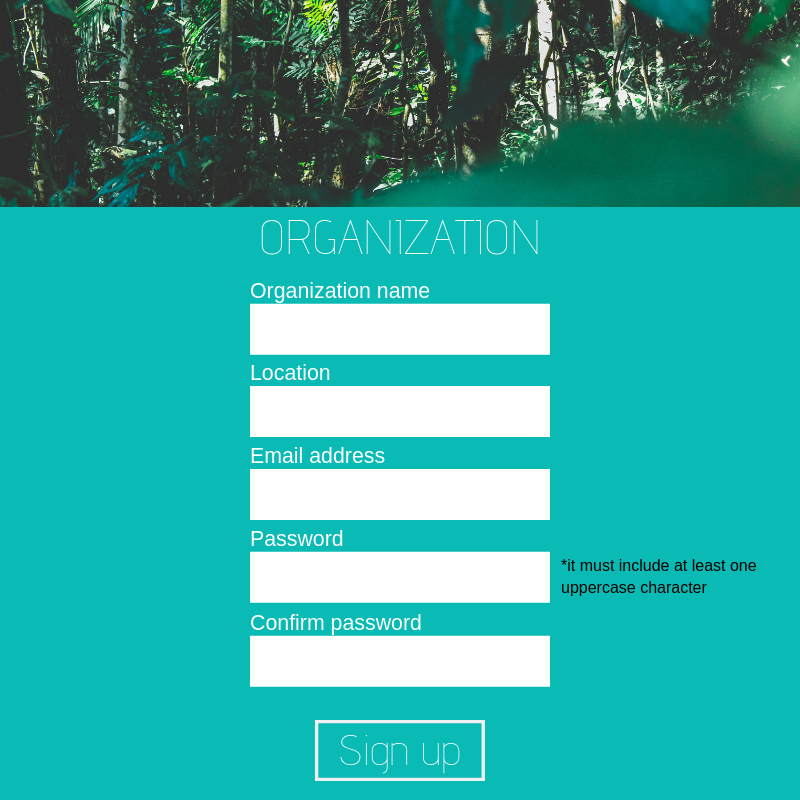 ORGANIZATION
Organization name
Location
Email address
Password
*it must include at least one
uppercase character
Confirm password
Sign up